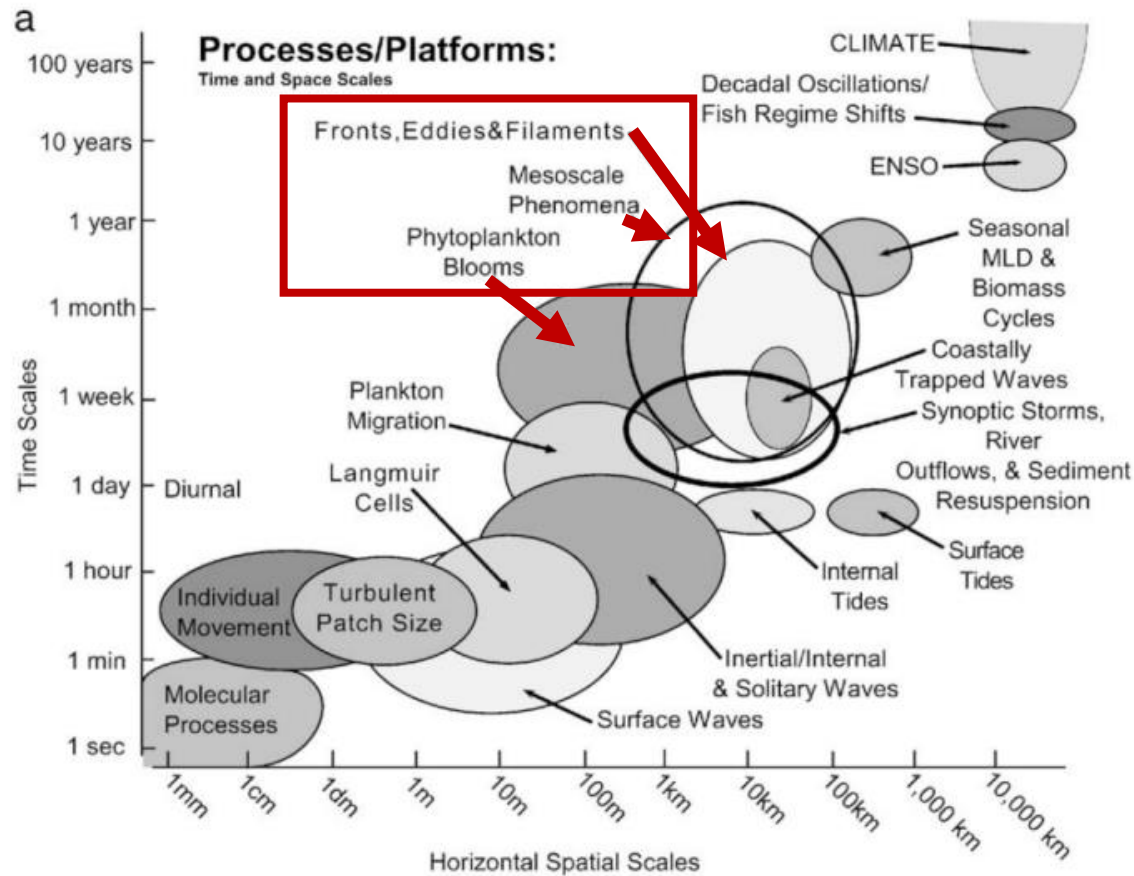 a
Processes/Platforms:
Time and Space Scales
100 years
10 years
1 year
1 month
1 week
1 day
1 hour
1 min
1 sec
Time Scales
Fronts,Eddies&Filaments
Mesoscale
Phenomena
Phytoplankton
Blooms
CLIMATE
Decadal Oscillations/
Fish Regime Shifts
ENSO
Seasonal
MLD &
Biomass
Cycles
Coastally
Trapped Waves
Synoptic Storms,
River
Outflows, & Sediment
Resuspension
Plankton
Migration
Langmuir
Cells
Diurnal
Surface
Tides
Internal
Tides
Individual
Movement
Turbulent
Patch Size
Inertial/Internal
& Solitary Waves
Molecular
Processes
Surface Waves
1mm
1cm
1dm
1m
10m
100m
1km
10km
100km
1,000 km
10,000 km
Horizontal Spatial Scales